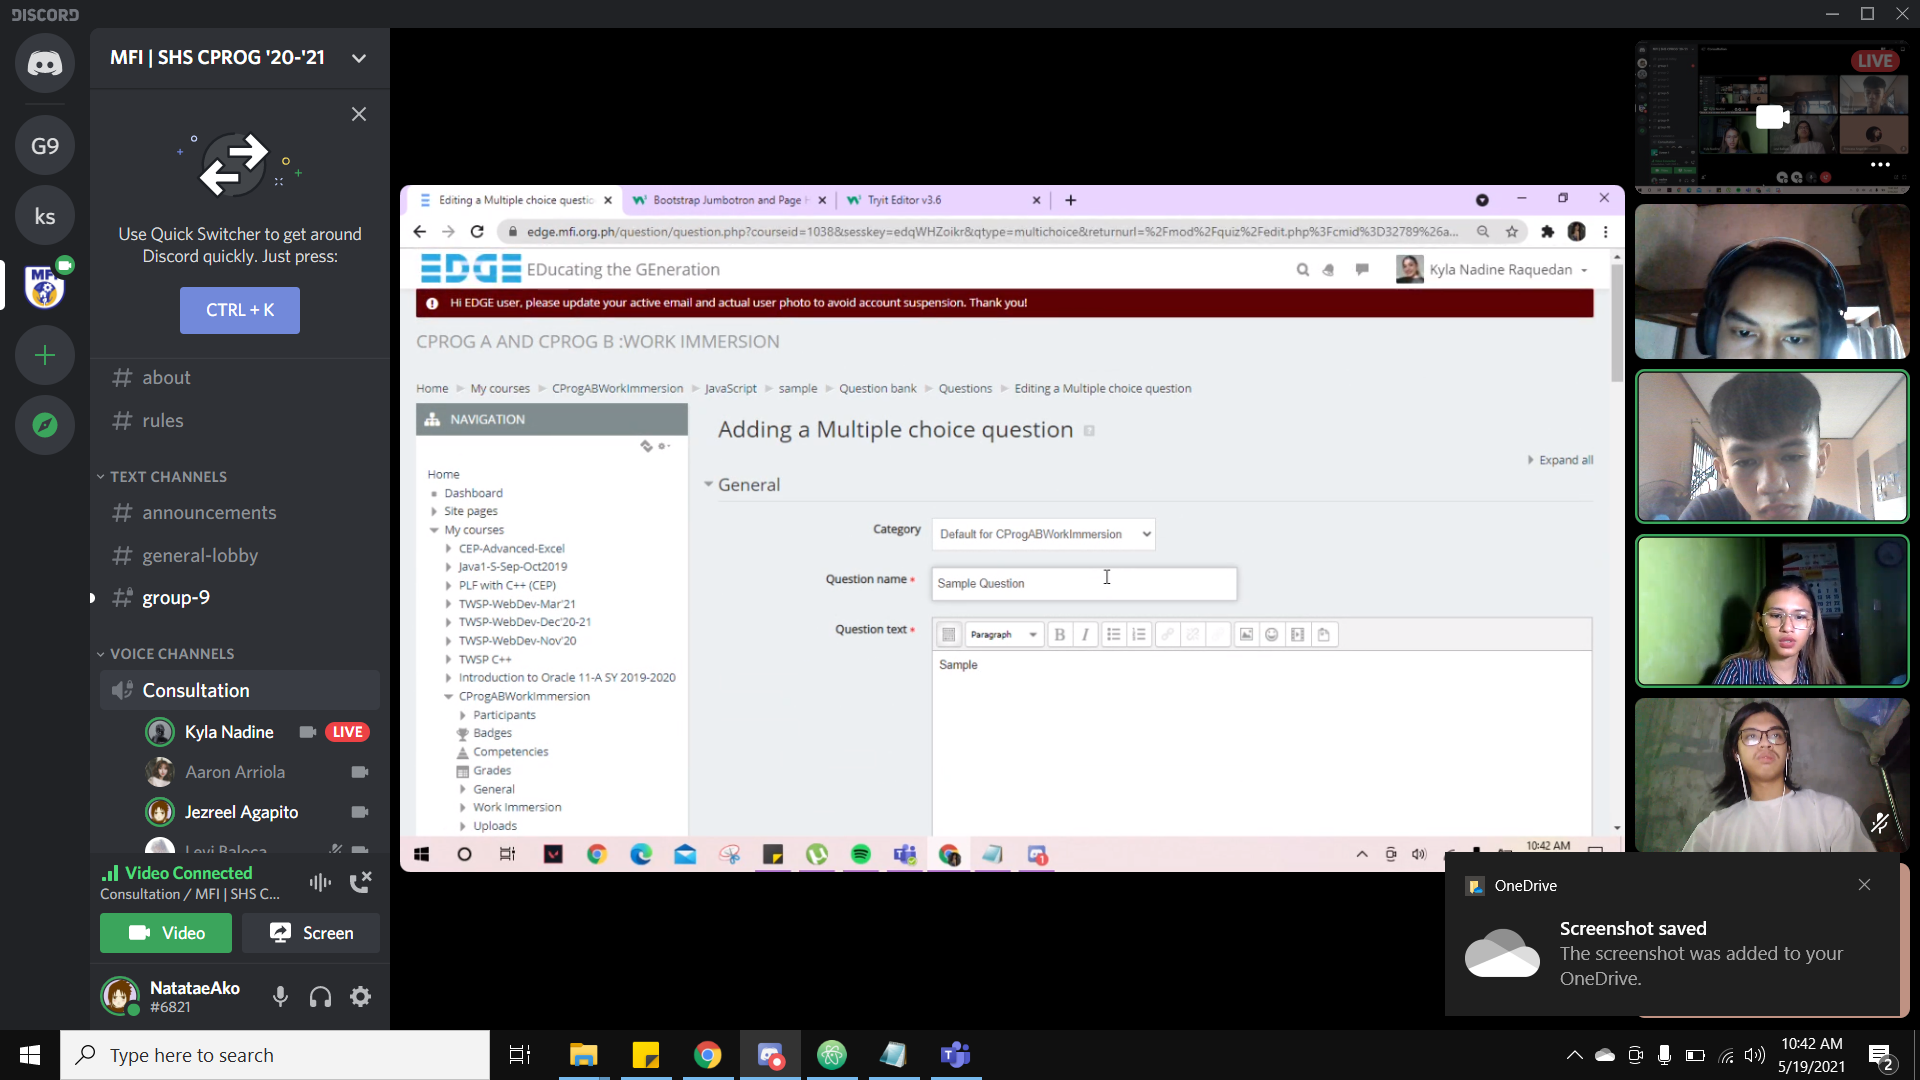 DISCORD
MFI | SHS CPROG '20-'21
G9
ks
MFI
Use Quick Switcher to get around
Discord quickly. Just press:
CTRL + K
about
rules
TEXT CHANNELS
announcements
general-lobby
group-9
VOICE CHANNELS
Consultation
Kyla Nadine LIVE
Aaron Arriola
Jezreel Agapito
Levi Baloca
Video Connected
Consultation / MFI | SHS C...
Video Screen
NatataeAko
#6821
Editing a Multiple choice questio
Bootstrap Jumbotron and Page H
Tryit Editor v3.6
edge.mfi.org.ph/question/question.php?courseid=1038&sesskey=edqWHZoikr&qtype=multichoice&returnurl=%2Fmod%2Fquiz%2Fedit.php%3Fcmid%3D32789%26a...
EDGE EDucating the GEneration
Kyla Nadine Raquedan
Hi EDGE user, please update your active email and actual user photo to avoid account suspension. Thank you!
CPROG A AND CPROG B :WORK IMMERSION
Home My courses CProgABWorkImmersion JavaScript sample Question bank Questions Editing a Multiple choice question
NAVIGATION
Home
Dashboard
Site pages
My courses
CEP-Advanced-Excel
Java1-S-Sep-Oct2019
PLF with C++ (CEP)
TWSP-WebDev-Mar'21
TWSP-WebDev-Dec'20-21
TWSP-WebDev-Nov'20
TWSP C++
Introduction to Oracle 11-A SY 2019-2020
CProgABWorkImmersion
Participants
Badges
Competencies
Grades
General
Work Immersion
Uploads
Adding a Multiple choice question
Expand all
General
Category Default for CProgABWorkImmersion
Question name Sample Question
Question text Paragraph B I
Sample
10:42 AM
LIVE
OneDrive
Screenshot saved
The screenshot was added to your
OneDrive.
Type here to search
10:42 AM
5/19/2021
2